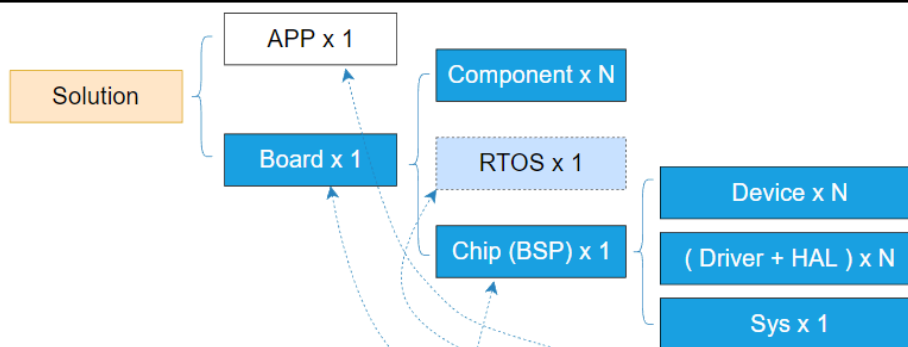 APP x 1
Solution
Component x N
Board x 1
RTOS x 1
Chip (BSP) x 1
Device x N
( Driver + HAL ) x N
Sys x 1